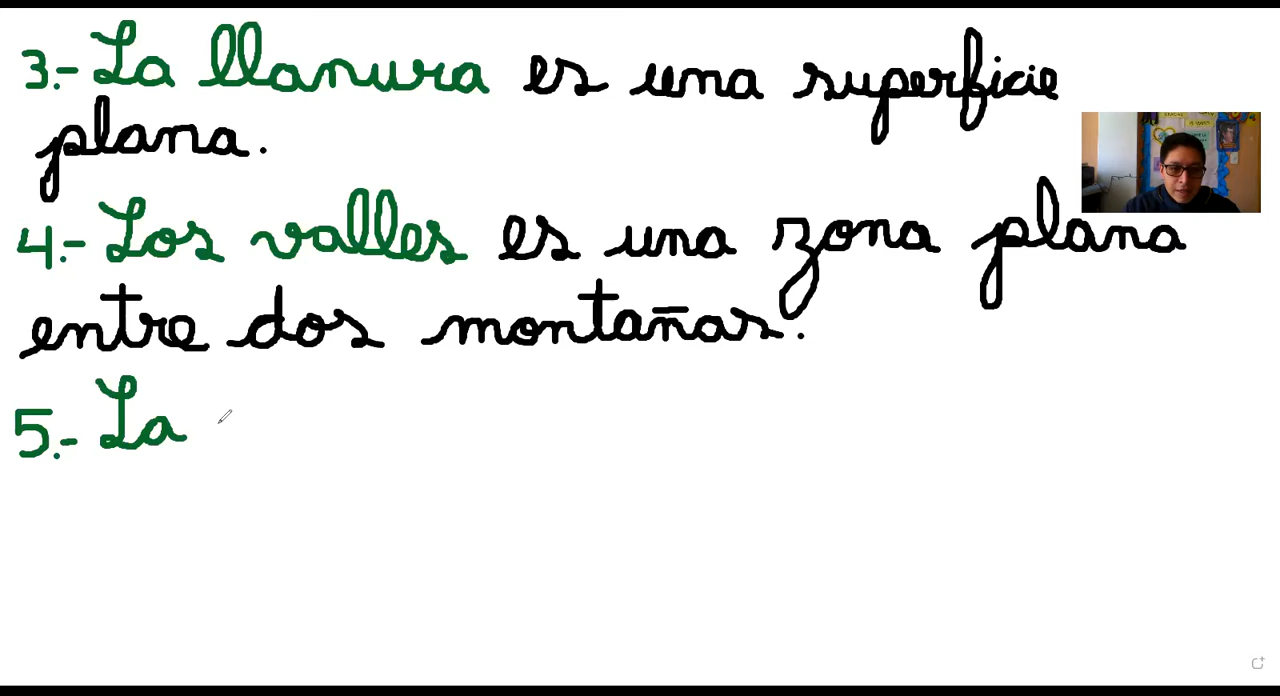 3.- La llanura es una superficie
plana.
4.- Los valles es una zona plana
entre dos montañas.
5.- La